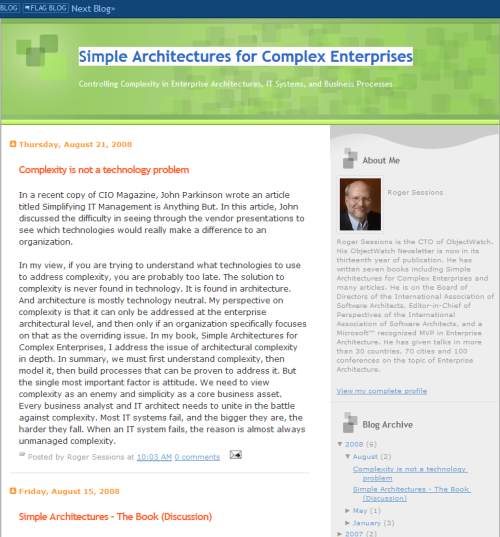 BLOG FLAG BLOG Next Blog»
Simple Architectures for Complex Enterprises
Controlling Complexity in Enterprise Architectures, IT Systems, and Business Processes
Thursday, August 21, 2008
Complexity is not a technology problem
In a recent copy of CIO Magazine, John Parkinson wrote an article
titled Simplifying IT Management is Anything But. In this article, John
discussed the difficulty in seeing through the vendor presentations to
see which technologies would really make a difference to an
organization.
In my view, if you are trying to understand what technologies to use
to address complexity, you are probably too late. The solution to
complexity is never found in technology. It is found in architecture.
And architecture is mostly technology neutral. My perspective on
complexity is that it can only be addressed at the enterprise
architectural level, and then only if an organization specifically focuses
on that as the overriding issue. In my book, Simple Architectures for
Complex Enterprises, I address the issue of architectural complexity
in depth. In summary, we must first understand complexity, then
model it, then build processes that can be proven to address it. But
the single most important factor is attitude. We need to view
complexity as an enemy and simplicity as a core business asset.
Every business analyst and IT architect needs to unite in the battle
against complexity. Most IT systems fail, and the bigger they are, the
harder they fall. When an IT system fails, the reason is almost always
unmanaged complexity.
Posted by Roger Sessions at 10:03 AM 0 comments
Friday, August 15, 2008
Simple Architectures - The Book (Discussion)
About Me
Roger Sessions
Roger Sessions is the CTO of ObjectWatch.
His ObjectWatch Newsletter is now in its
thirteenth year of publication. He has
written seven books including Simple
Architectures for Complex Enterprises and
many articles. He is on the Board of
Directors of the International Association of
Software Architects, Editor-in-Chief of
Perspectives of the International
Association of Software Architects, and a
Microsoft™ recognized MVP in Enterprise
Architecture. He has given talks in more
than 30 countries, 70 cities and 100
conferences on the topic of Enterprise
Architecture.
View my complete profile
Blog Archive
▼ 2008 (6)
▼ August (2)
Complexity is not a technology
problem
Simple Architectures - The Book
(Discussion)
► May (1)
► January (3)
► 2007 (2)